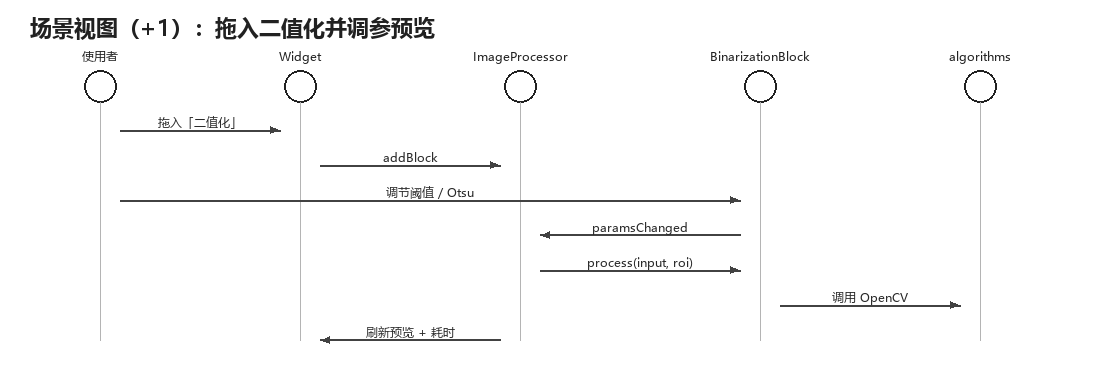 场景视图（+1）：拖入二值化并调参预览
使用者 Widget ImageProcessor BinarizationBlock algorithms
拖入「二值化」
addBlock
调节阈值 / Otsu
paramsChanged
process(input, roi)
调用 OpenCV
刷新预览 + 耗时